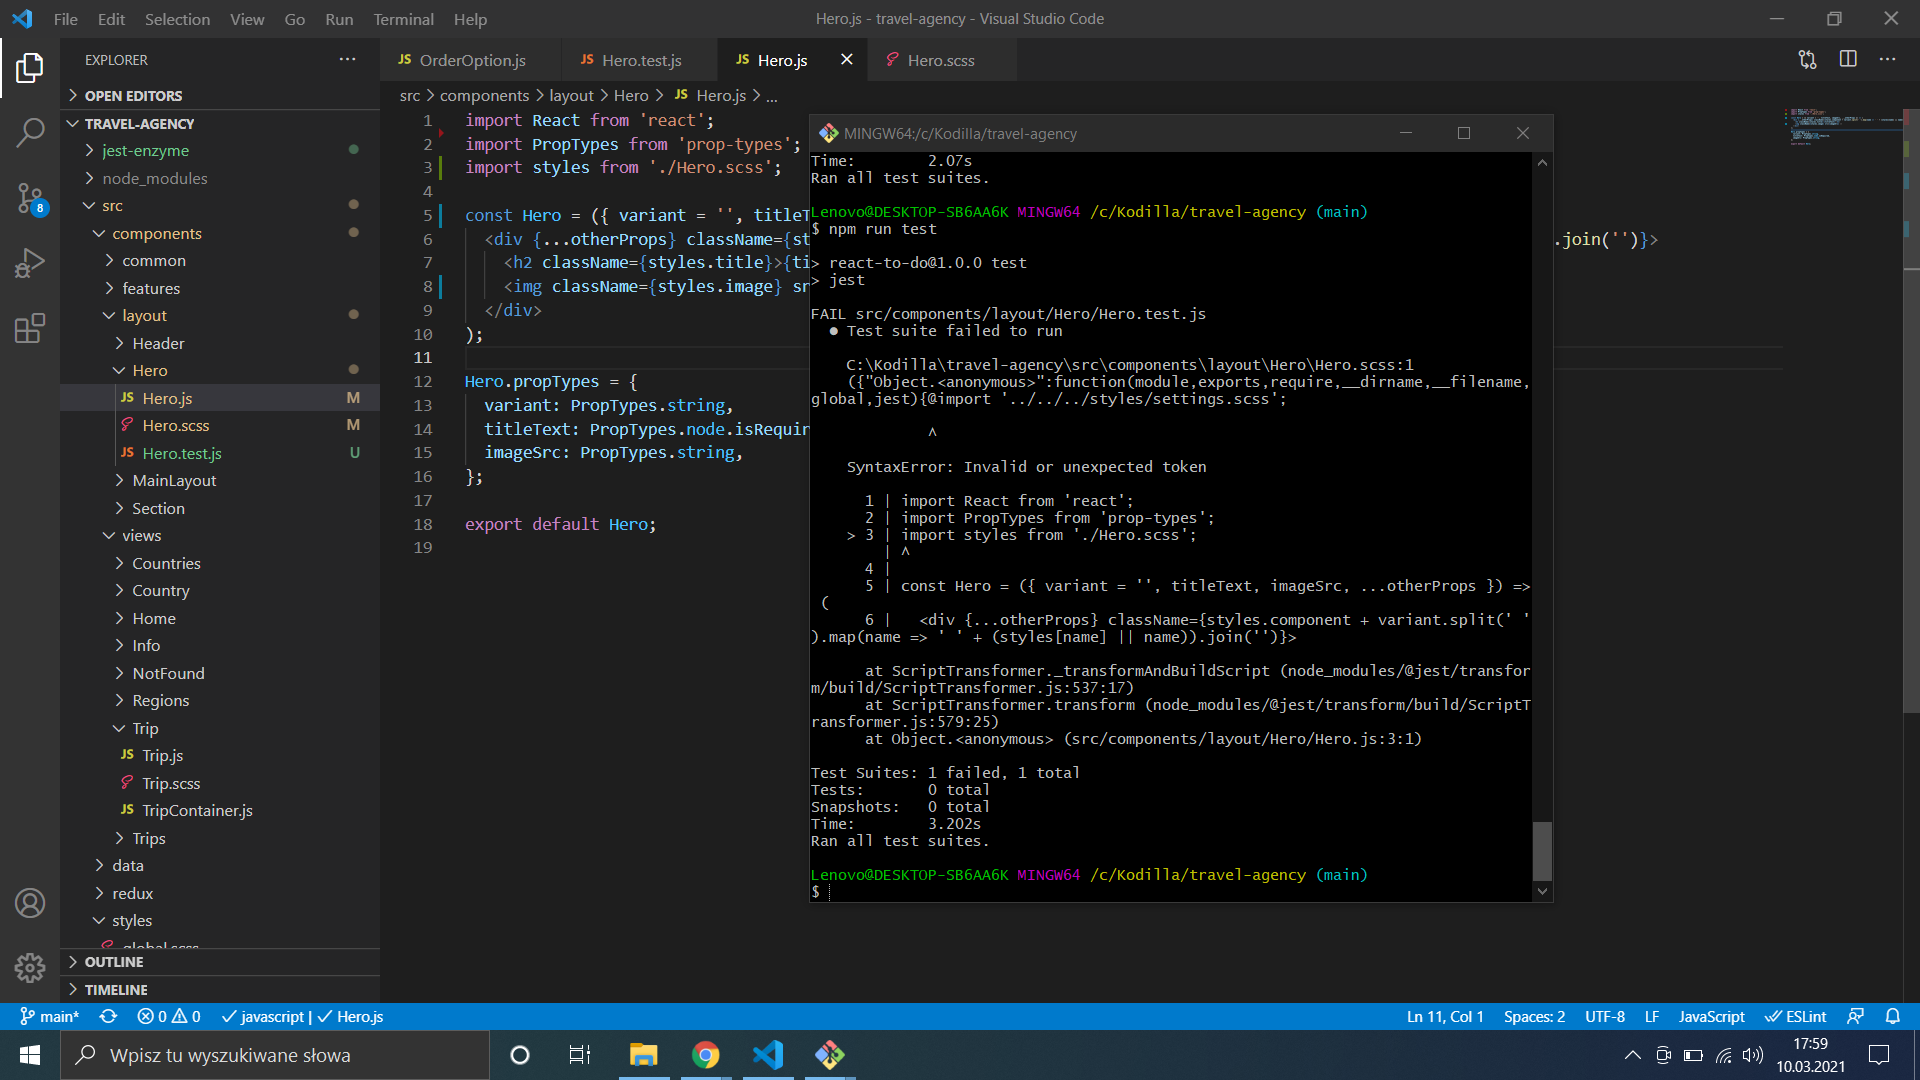 File Edit Selection View Go Run Terminal Help
Hero.js - travel-agency - Visual Studio Code
EXPLORER
OPEN EDITORS
TRAVEL-AGENCY
jest-enzyme
node_modules
src
components
common
features
layout
Header
Hero
JS Hero.js M
Hero.scss M
JS Hero.test.js U
MainLayout
Section
views
Countries
Country
Home
Info
NotFound
Regions
Trip
JS Trip.js
Trip.scss
JS TripContainer.js
Trips
data
redux
styles
global.scss
OUTLINE
TIMELINE
8
JS OrderOption.js
JS Hero.test.js
JS Hero.js
Hero.scss
src > components > layout > Hero > JS Hero.js > ...
1 import React from 'react';
2 import PropTypes from 'prop-types';
3 import styles from './Hero.scss';
4
5 const Hero = ({ variant = '', titleT
6 <div {...otherProps} className={st .join('')}>
7 <h2 className={styles.title}>{ti
8 <img className={styles.image} sr
9 </div>
10 );
11
12 Hero.propTypes = {
13 variant: PropTypes.string,
14 titleText: PropTypes.node.isRequir
15 imageSrc: PropTypes.string,
16 };
17
18 export default Hero;
19
MINGW64:/c/Kodilla/travel-agency
Time: 2.07s
Ran all test suites.
Lenovo@DESKTOP-SB6AA6K MINGW64 /c/Kodilla/travel-agency (main)
$ npm run test
> react-to-do@1.0.0 test
> jest
FAIL src/components/layout/Hero/Hero.test.js
● Test suite failed to run
C:\Kodilla\travel-agency\src\components\layout\Hero\Hero.scss:1
({"Object.<anonymous>":function(module,exports,require,__dirname,__filename,
global,jest){@import '../../../styles/settings.scss';
^
SyntaxError: Invalid or unexpected token
1 | import React from 'react';
2 | import PropTypes from 'prop-types';
> 3 | import styles from './Hero.scss';
| ^
4 |
5 | const Hero = ({ variant = '', titleText, imageSrc, ...otherProps }) =>
(
6 | <div {...otherProps} className={styles.component + variant.split(' '
).map(name => ' ' + (styles[name] || name)).join('')}>
at ScriptTransformer._transformAndBuildScript (node_modules/@jest/transfor
m/build/ScriptTransformer.js:537:17)
at ScriptTransformer.transform (node_modules/@jest/transform/build/ScriptT
ransformer.js:579:25)
at Object.<anonymous> (src/components/layout/Hero/Hero.js:3:1)
Test Suites: 1 failed, 1 total
Tests: 0 total
Snapshots: 0 total
Time: 3.202s
Ran all test suites.
Lenovo@DESKTOP-SB6AA6K MINGW64 /c/Kodilla/travel-agency (main)
$
main* 0 0 javascript | Hero.js
Ln 11, Col 1 Spaces: 2 UTF-8 LF JavaScript ESLint
Wpisz tu wyszukiwane słowa
17:59
10.03.2021